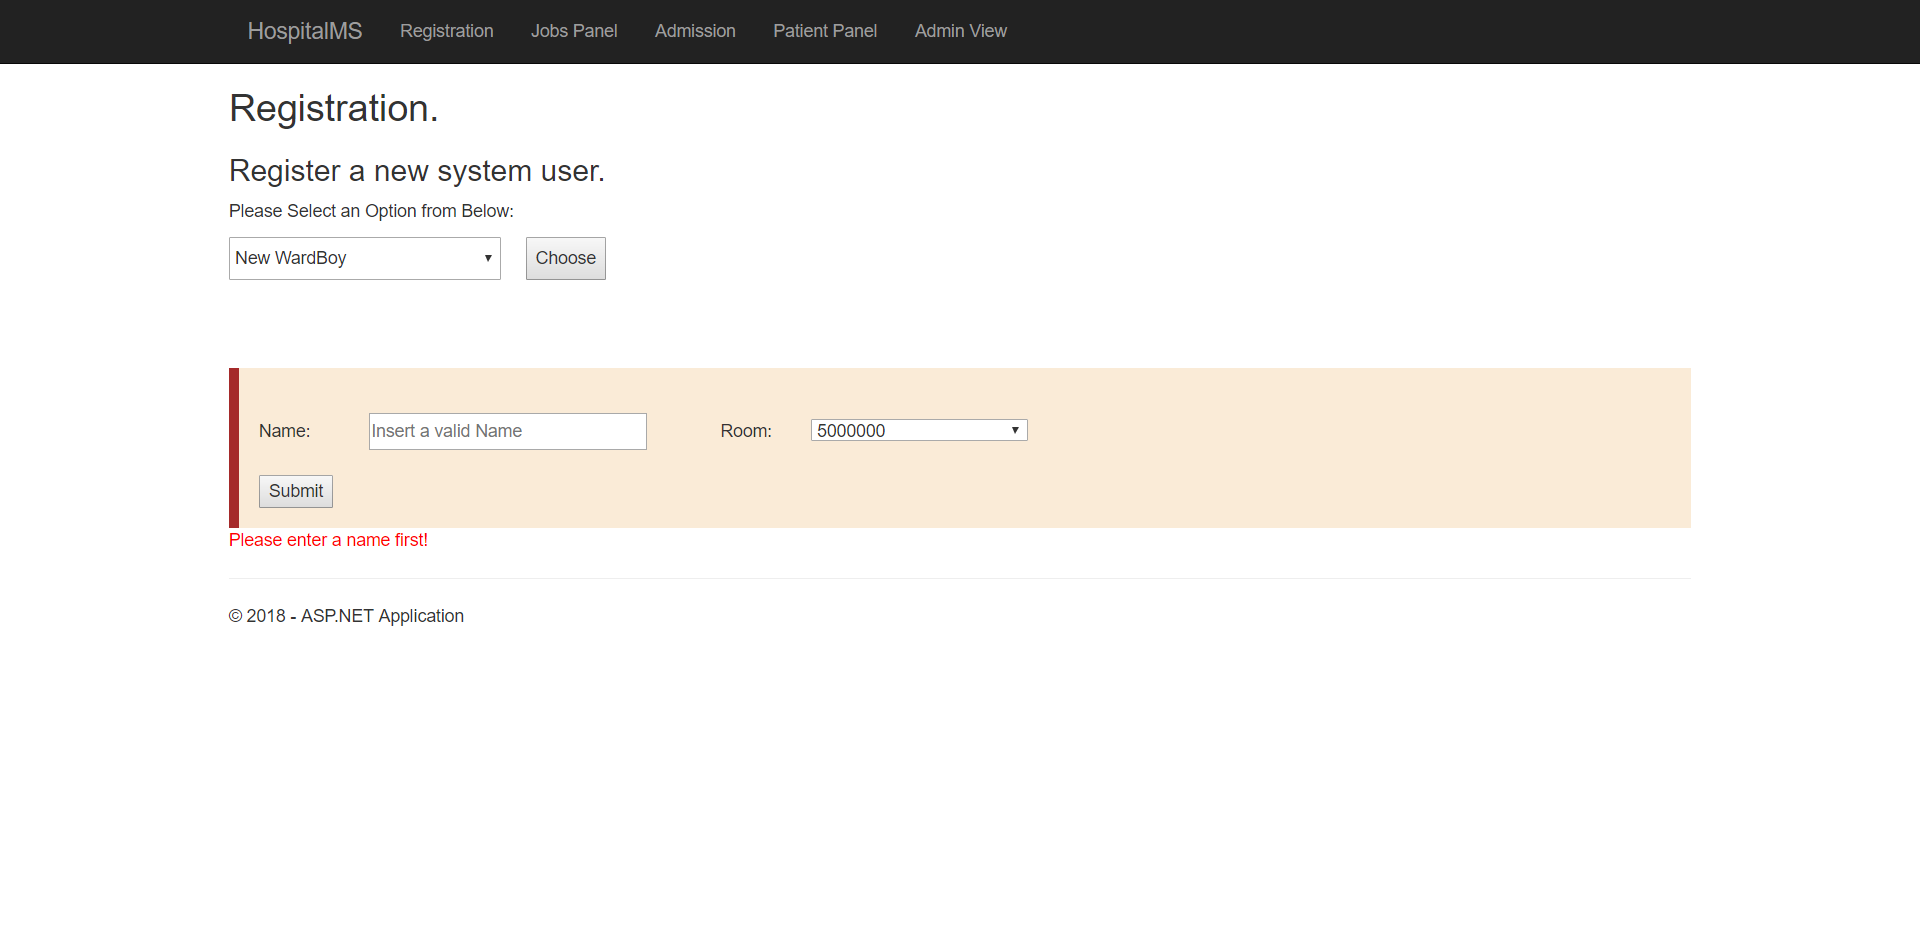 HospitalMS Registration Jobs Panel Admission Patient Panel Admin View
Registration.
Register a new system user.
Please Select an Option from Below:
New WardBoy Choose
Name: Insert a valid Name Room: 5000000
Submit
Please enter a name first!
© 2018 - ASP.NET Application